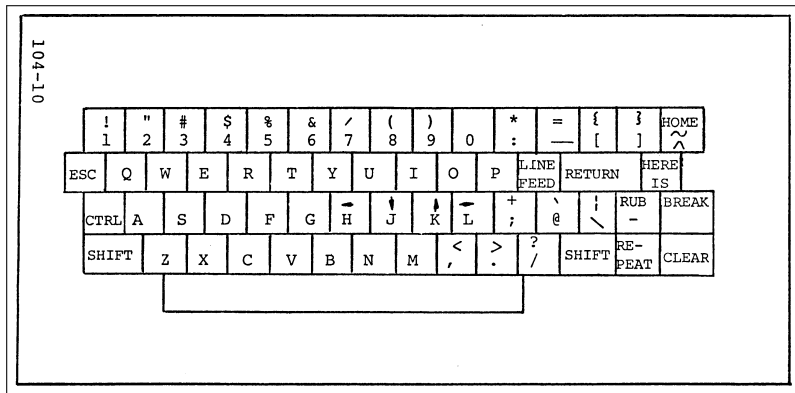 104-10
! " # $ % & ' ( ) * = { } HOME
1 2 3 4 5 6 7 8 9 0 : — [ ] ~ ^
ESC Q W E R T Y U I O P LINE FEED RETURN HERE IS
CTRL A S D F G H J K L + ; ` @ ¦ \ RUB – BREAK
SHIFT Z X C V B N M < , > . ? / SHIFT RE-PEAT CLEAR